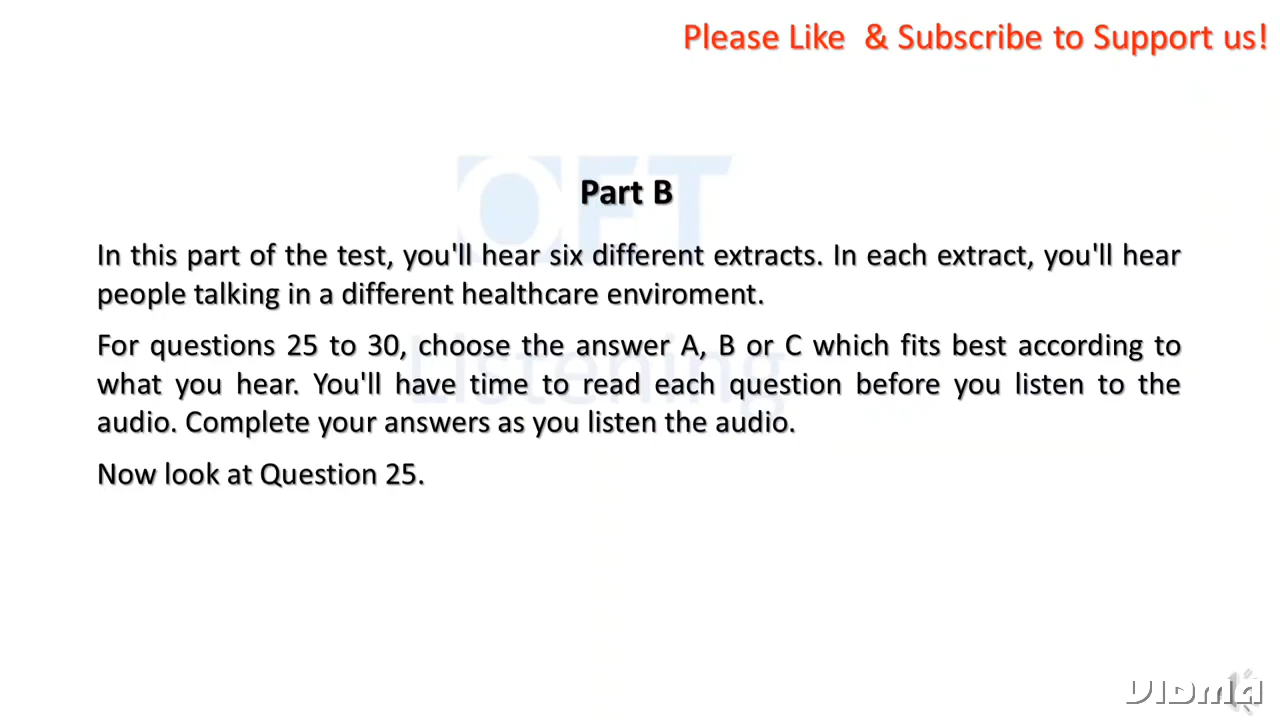 Please Like & Subscribe to Support us!
OET
Part B
In this part of the test, you'll hear six different extracts. In each extract, you'll hear
people talking in a different healthcare enviroment.
Listening
For questions 25 to 30, choose the answer A, B or C which fits best according to
what you hear. You'll have time to read each question before you listen to the
audio. Complete your answers as you listen the audio.
Now look at Question 25.
VIDMA